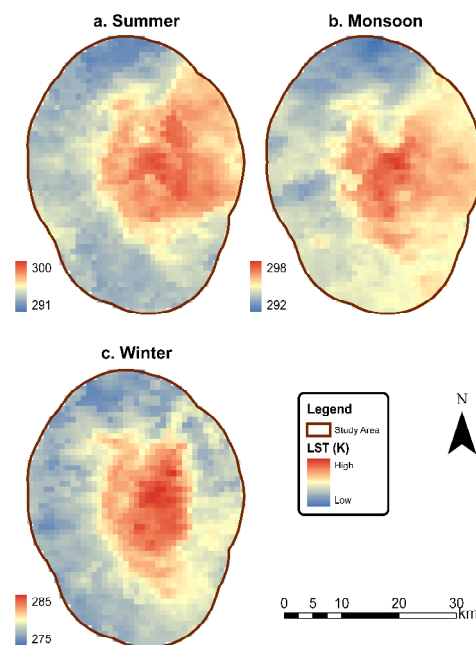 a. Summer
b. Monsoon
300
291
298
292
c. Winter
285
275
Legend
Study Area
LST (K)
High
Low
N
0 5 10 20 30
km